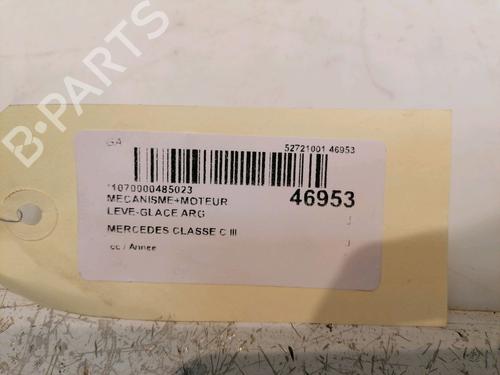 GA
52721001 46953
*1070000485023
46953
MECANISME+MOTEUR
LEVE-GLACE ARG
J
MERCEDES CLASSE C III
J
cc / Annee
B-PARTS